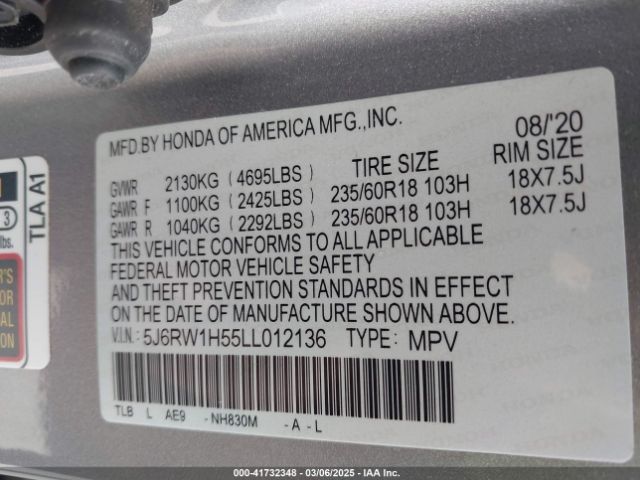 MFD.BY HONDA OF AMERICA MFG.,INC. 08/'20
TIRE SIZE RIM SIZE
GVWR 2130KG (4695LBS)
GAWR F 1100KG (2425LBS) 235/60R18 103H 18X7.5J
GAWR R 1040KG (2292LBS) 235/60R18 103H 18X7.5J
THIS VEHICLE CONFORMS TO ALL APPLICABLE
FEDERAL MOTOR VEHICLE SAFETY
AND THEFT PREVENTION STANDARDS IN EFFECT
ON THE DATE OF MANUFACTURE SHOWN ABOVE.
V.I.N.: 5J6RW1H55LL012136 TYPE: MPV
TLB L AE9 - NH830M - A - L
TLA A1
3
lbs.
000-41732348 | 03/06/2025 | IAA Inc.